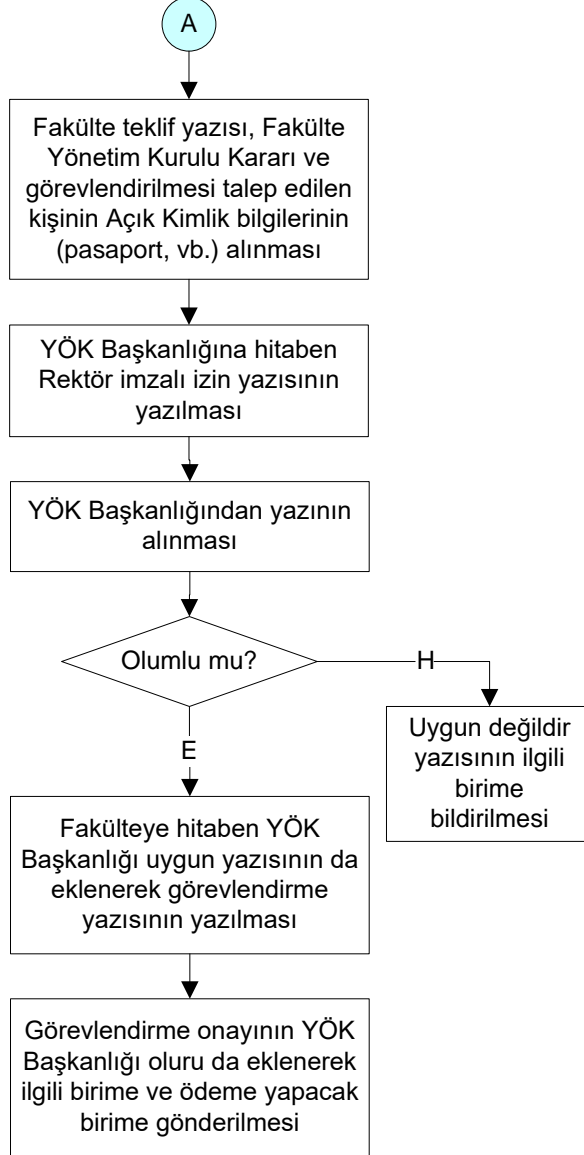 A
Fakülte teklif yazısı, Fakülte
Yönetim Kurulu Kararı ve
görevlendirilmesi talep edilen
kişinin Açık Kimlik bilgilerinin
(pasaport, vb.) alınması
YÖK Başkanlığına hitaben
Rektör imzalı izin yazısının
yazılması
YÖK Başkanlığından yazının
alınması
Olumlu mu?
H
Uygun değildir
yazısının ilgili
birime
bildirilmesi
E
Fakülteye hitaben YÖK
Başkanlığı uygun yazısının da
eklenerek görevlendirme
yazısının yazılması
Görevlendirme onayının YÖK
Başkanlığı oluru da eklenerek
ilgili birime ve ödeme yapacak
birime gönderilmesi